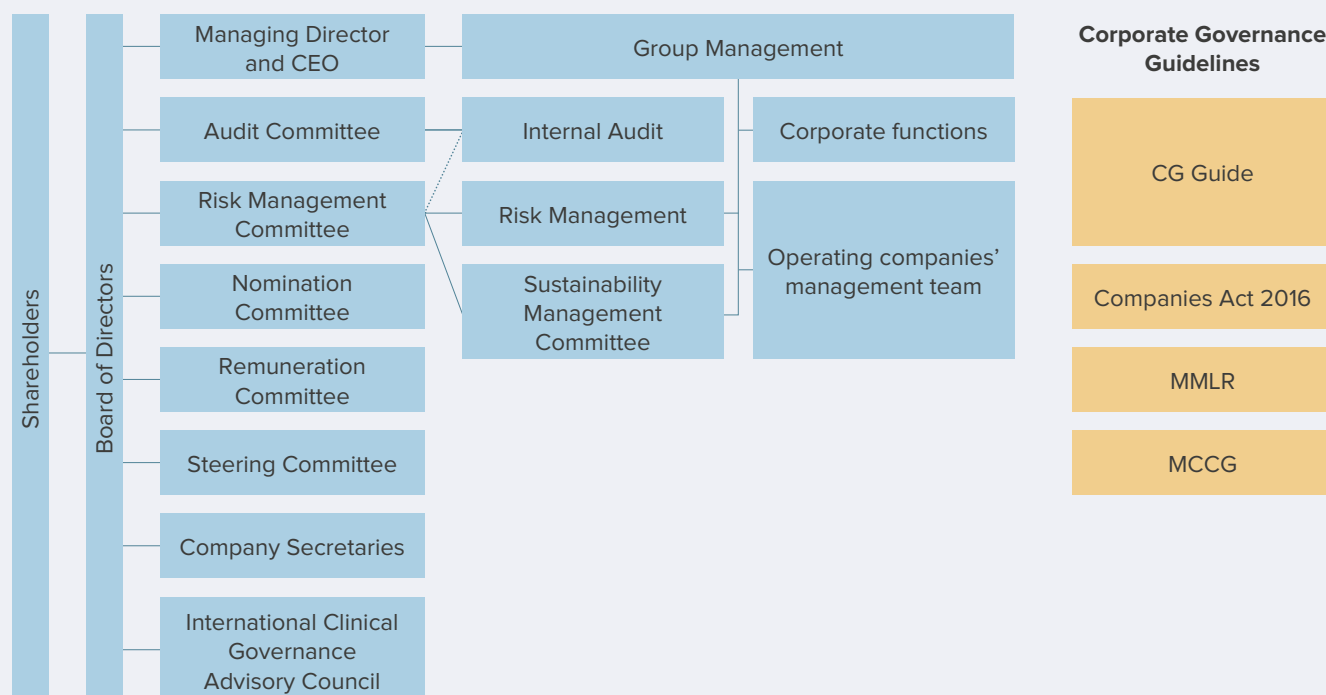 Shareholders
Board of Directors
Managing Director
and CEO
Group Management
Audit Committee
Internal Audit
Corporate functions
Risk Management
Committee
Risk Management
Operating companies’
management team
Nomination
Committee
Sustainability
Management
Committee
Remuneration
Committee
Steering Committee
Company Secretaries
International Clinical
Governance
Advisory Council
Corporate Governance
Guidelines
CG Guide
Companies Act 2016
MMLR
MCCG